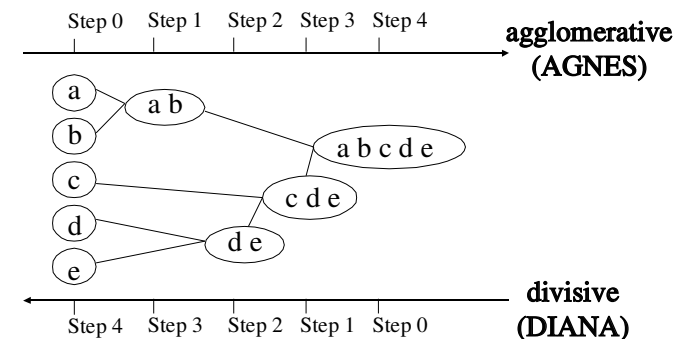 Step 0 Step 1 Step 2 Step 3 Step 4
agglomerative
(AGNES)
a
a b
b
a b c d e
c
c d e
d
d e
e
divisive
(DIANA)
Step 4 Step 3 Step 2 Step 1 Step 0